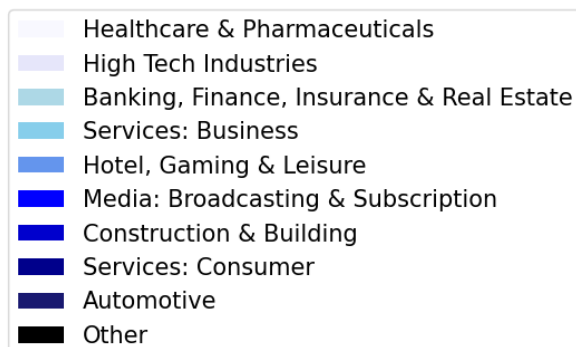 Healthcare & Pharmaceuticals
High Tech Industries
Banking, Finance, Insurance & Real Estate
Services: Business
Hotel, Gaming & Leisure
Media: Broadcasting & Subscription
Construction & Building
Services: Consumer
Automotive
Other